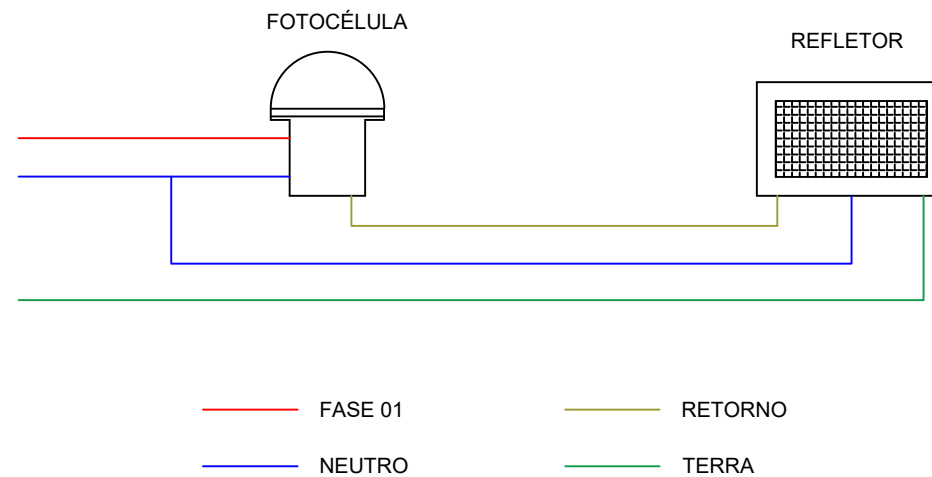 FOTOCÉLULA
REFLETOR
FASE 01
RETORNO
NEUTRO
TERRA